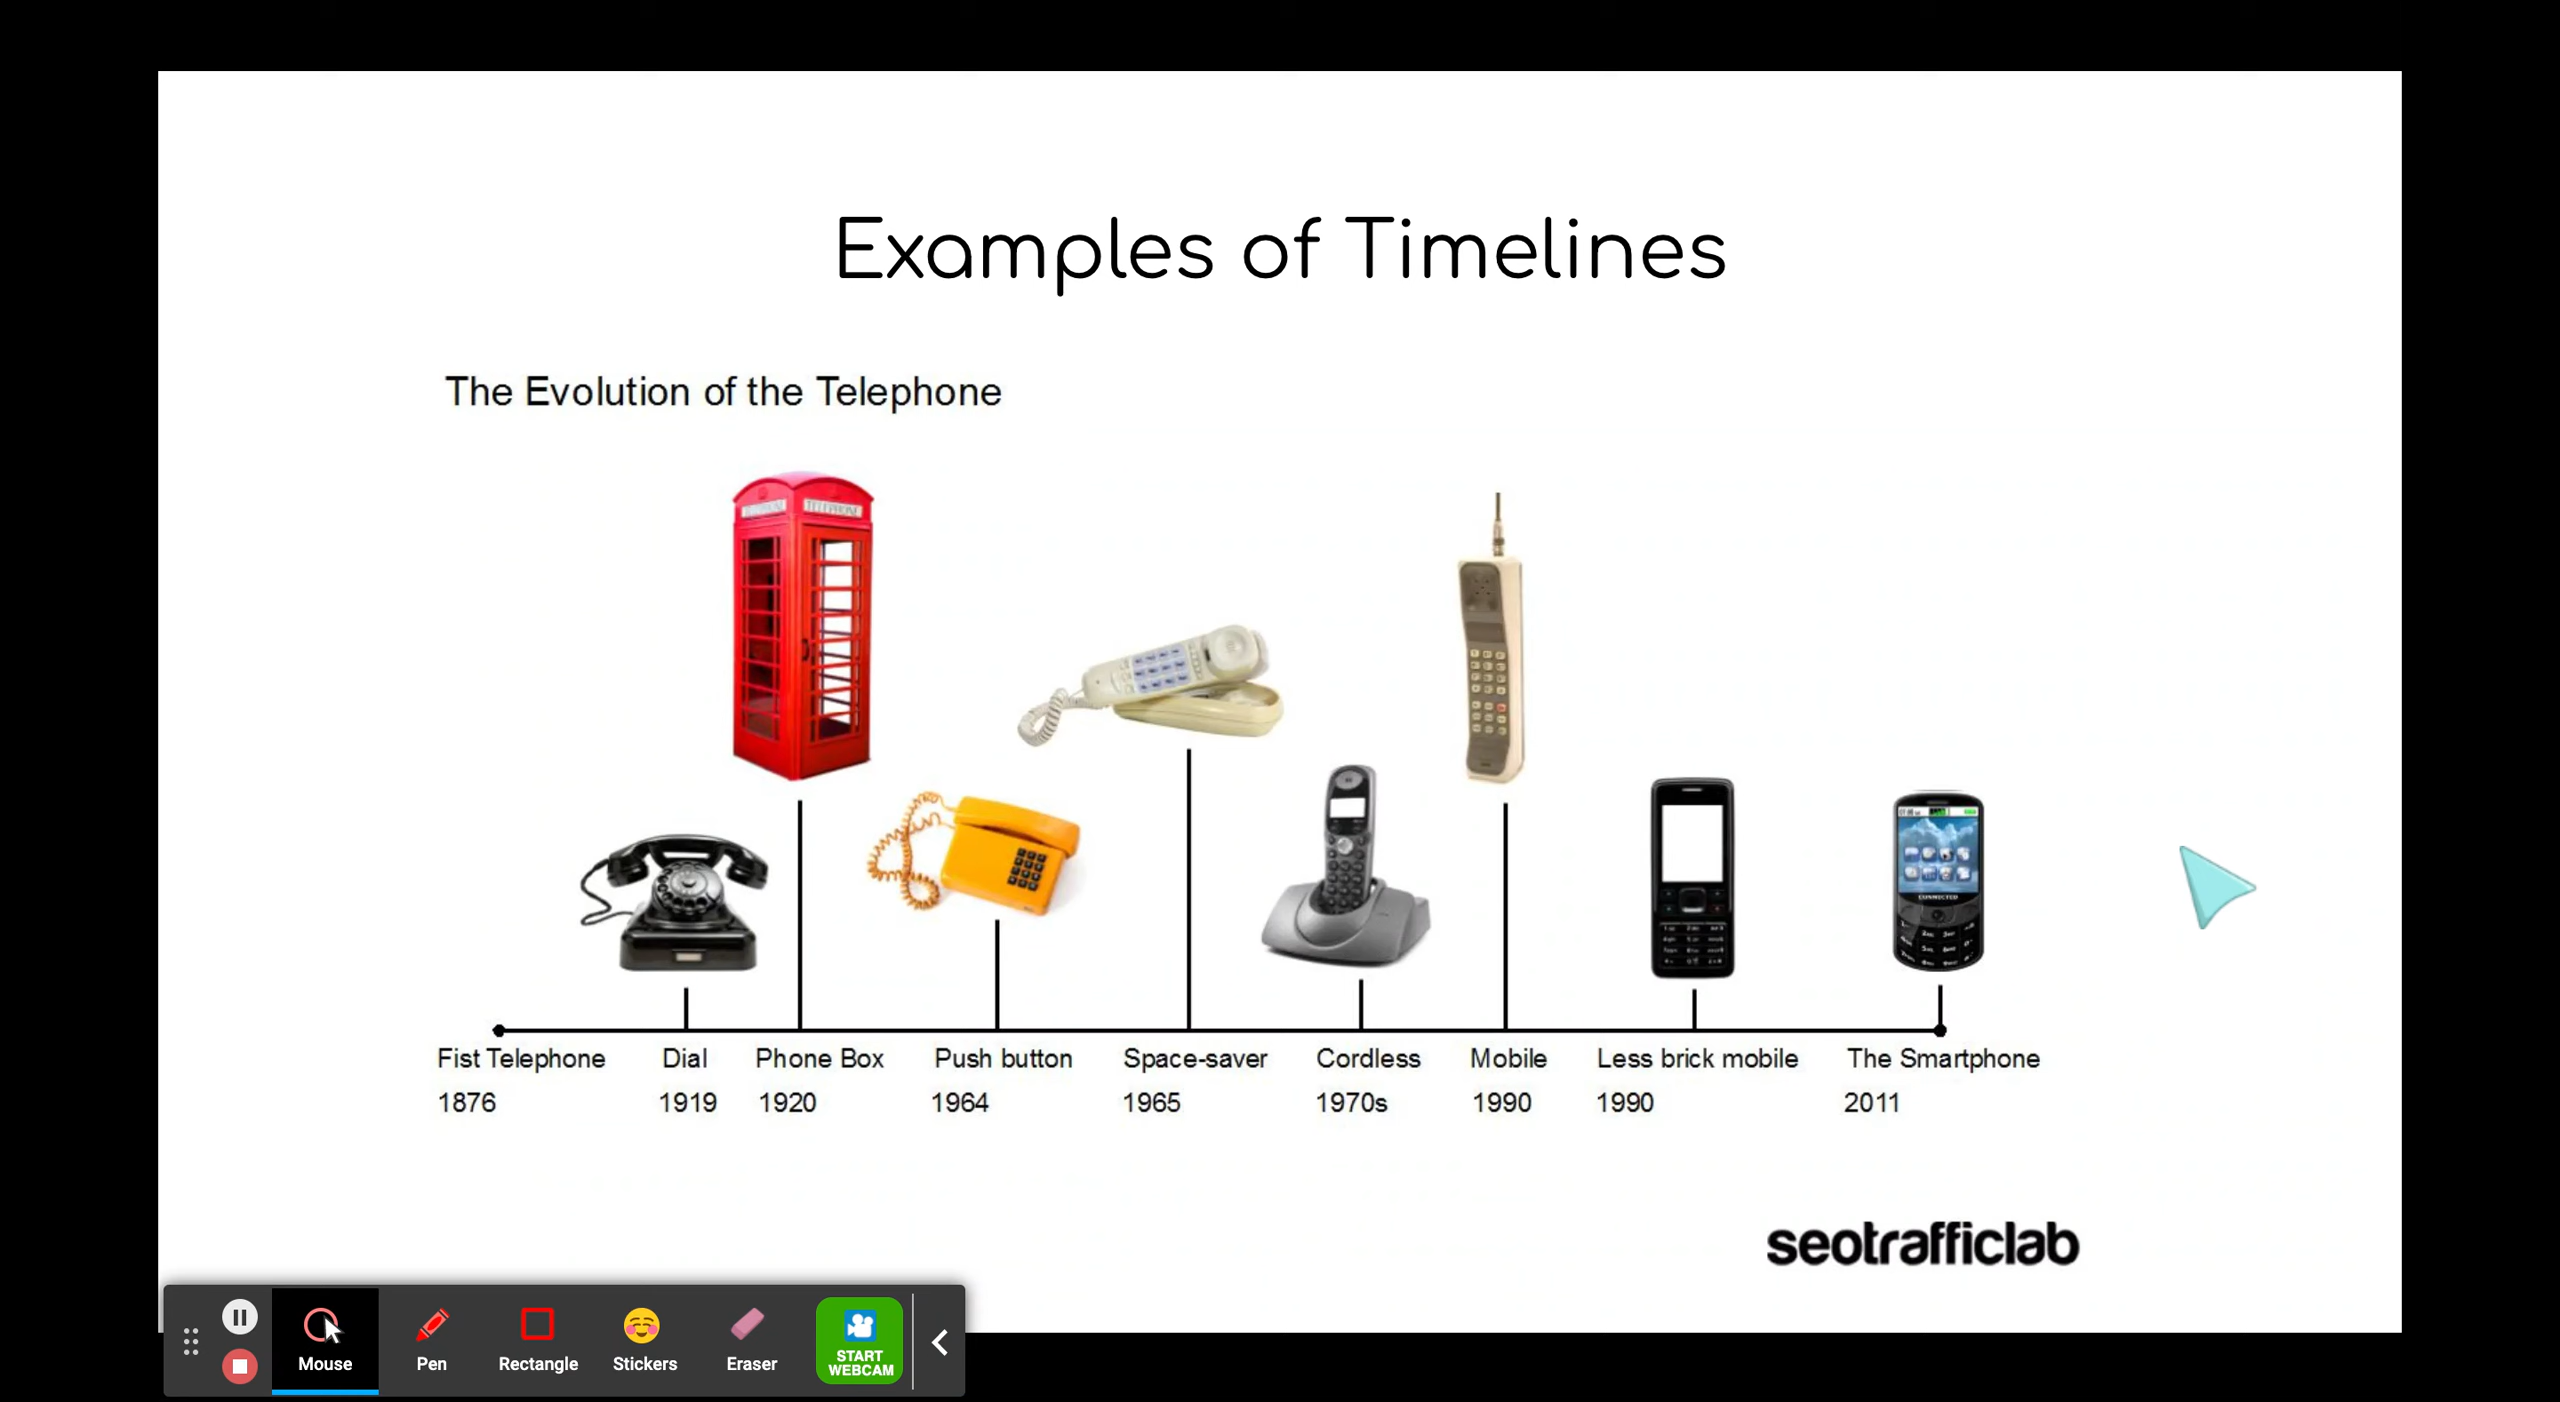 Examples of Timelines
The Evolution of the Telephone
TELEPHONE
CONNECTED
Fist Telephone Dial Phone Box Push button Space-saver Cordless Mobile Less brick mobile The Smartphone
1876 1919 1920 1964 1965 1970s 1990 1990 2011
seotrafficlab
Mouse Pen Rectangle Stickers Eraser START
WEBCAM